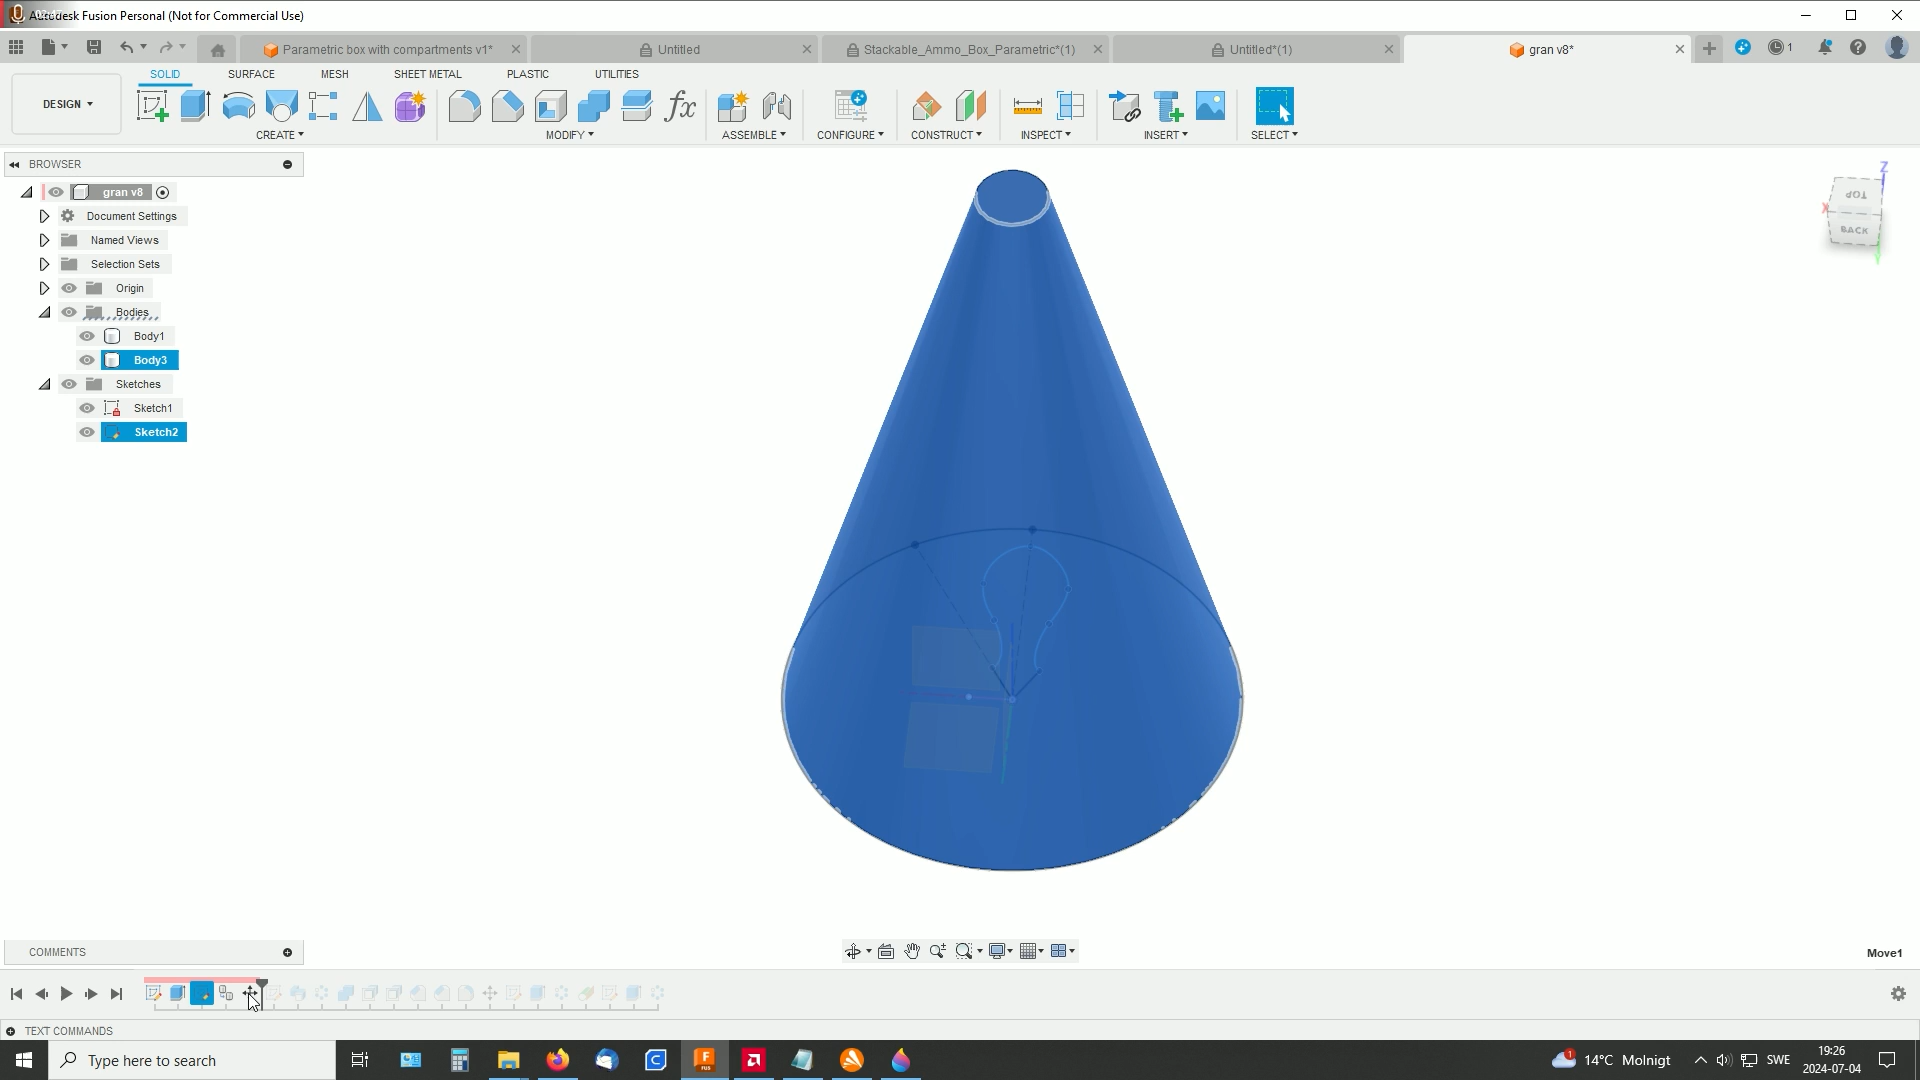 Autodesk Fusion Personal (Not for Commercial Use)
Parametric box with compartments v1*
Untitled
Stackable_Ammo_Box_Parametric*(1)
Untitled*(1)
gran v8*
1
DESIGN
SOLID
SURFACE
MESH
SHEET METAL
PLASTIC
UTILITIES
CREATE
MODIFY
ASSEMBLE
CONFIGURE
CONSTRUCT
INSPECT
INSERT
SELECT
BROWSER
gran v8
Document Settings
Named Views
Selection Sets
Origin
Bodies
Body1
Body3
Sketches
Sketch1
Sketch2
Z
X
TOP
BACK
COMMENTS
Move1
TEXT COMMANDS
Type here to search
1
14°C Molnigt
SWE
19:26
2024-07-04